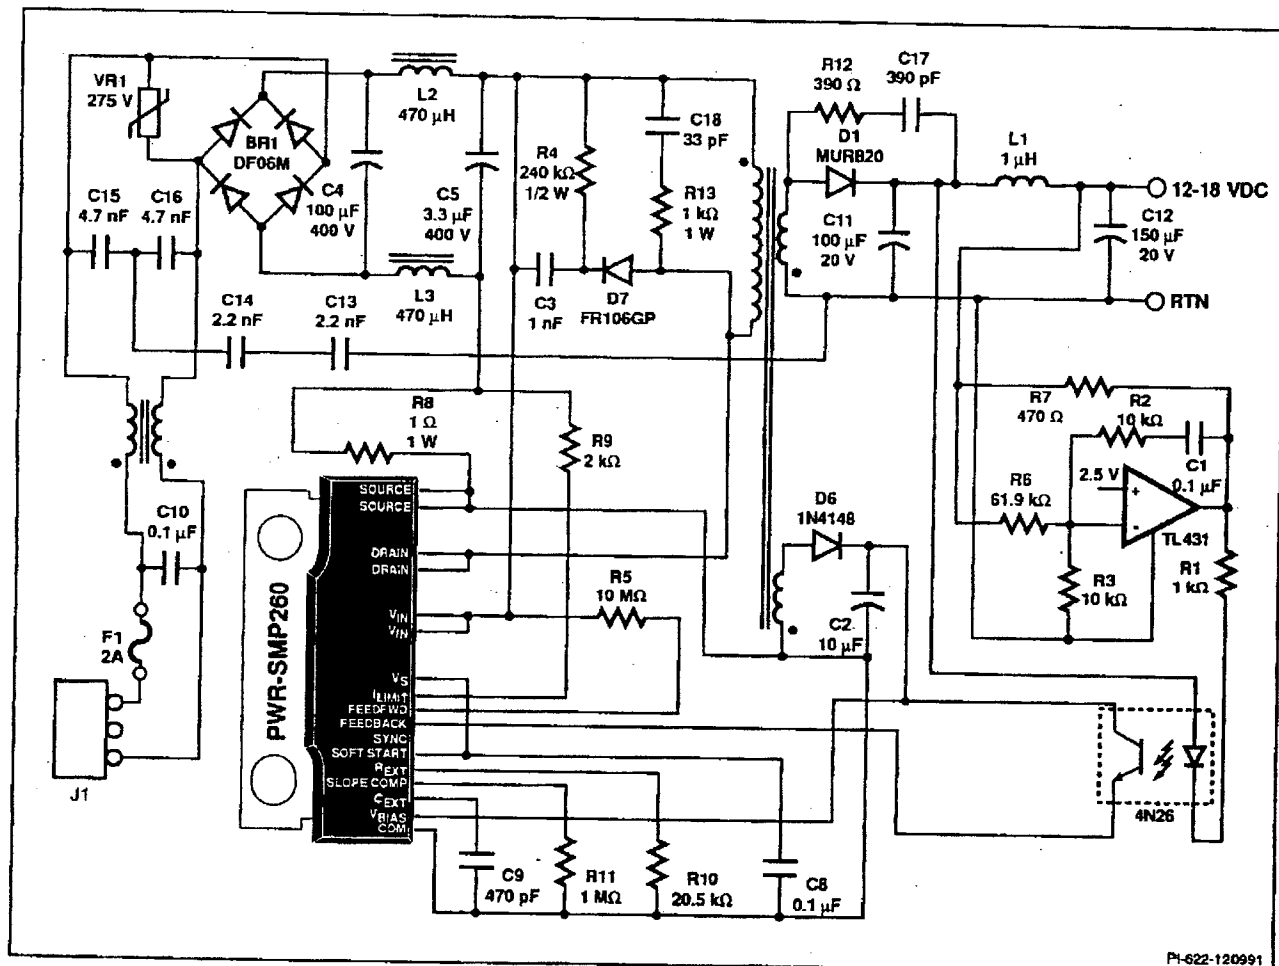 VR1
275 V
BR1
DF06M
L2
470 µH
C15
4.7 nF
C16
4.7 nF
C4
100 µF
400 V
C5
3.3 µF
400 V
L3
470 µH
C14
2.2 nF
C13
2.2 nF
R4
240 kΩ
1/2 W
C18
33 pF
R13
1 kΩ
1 W
C3
1 nF
D7
FR106GP
R12
390 Ω
C17
390 pF
D1
MUR820
L1
1 µH
12-18 VDC
C11
100 µF
20 V
C12
150 µF
20 V
RTN
R8
1 Ω
1 W
R9
2 kΩ
R7
470 Ω
R2
10 kΩ
C1
0.1 µF
2.5 V
+
-
TL431
R6
61.9 kΩ
R3
10 kΩ
R1
1 kΩ
C10
0.1 µF
F1
2A
J1
PWR-SMP260
SOURCE
SOURCE
DRAIN
DRAIN
VIN
VIN
VS
ILIMIT
FEEDFWD
FEEDBACK
SYNC
SOFT START
REXT
SLOPE COMP
CEXT
VBIAS
COM
R5
10 MΩ
D6
1N4148
C2
10 µF
4N26
C9
470 pF
R11
1 MΩ
R10
20.5 kΩ
C8
0.1 µF
PI-622-120991